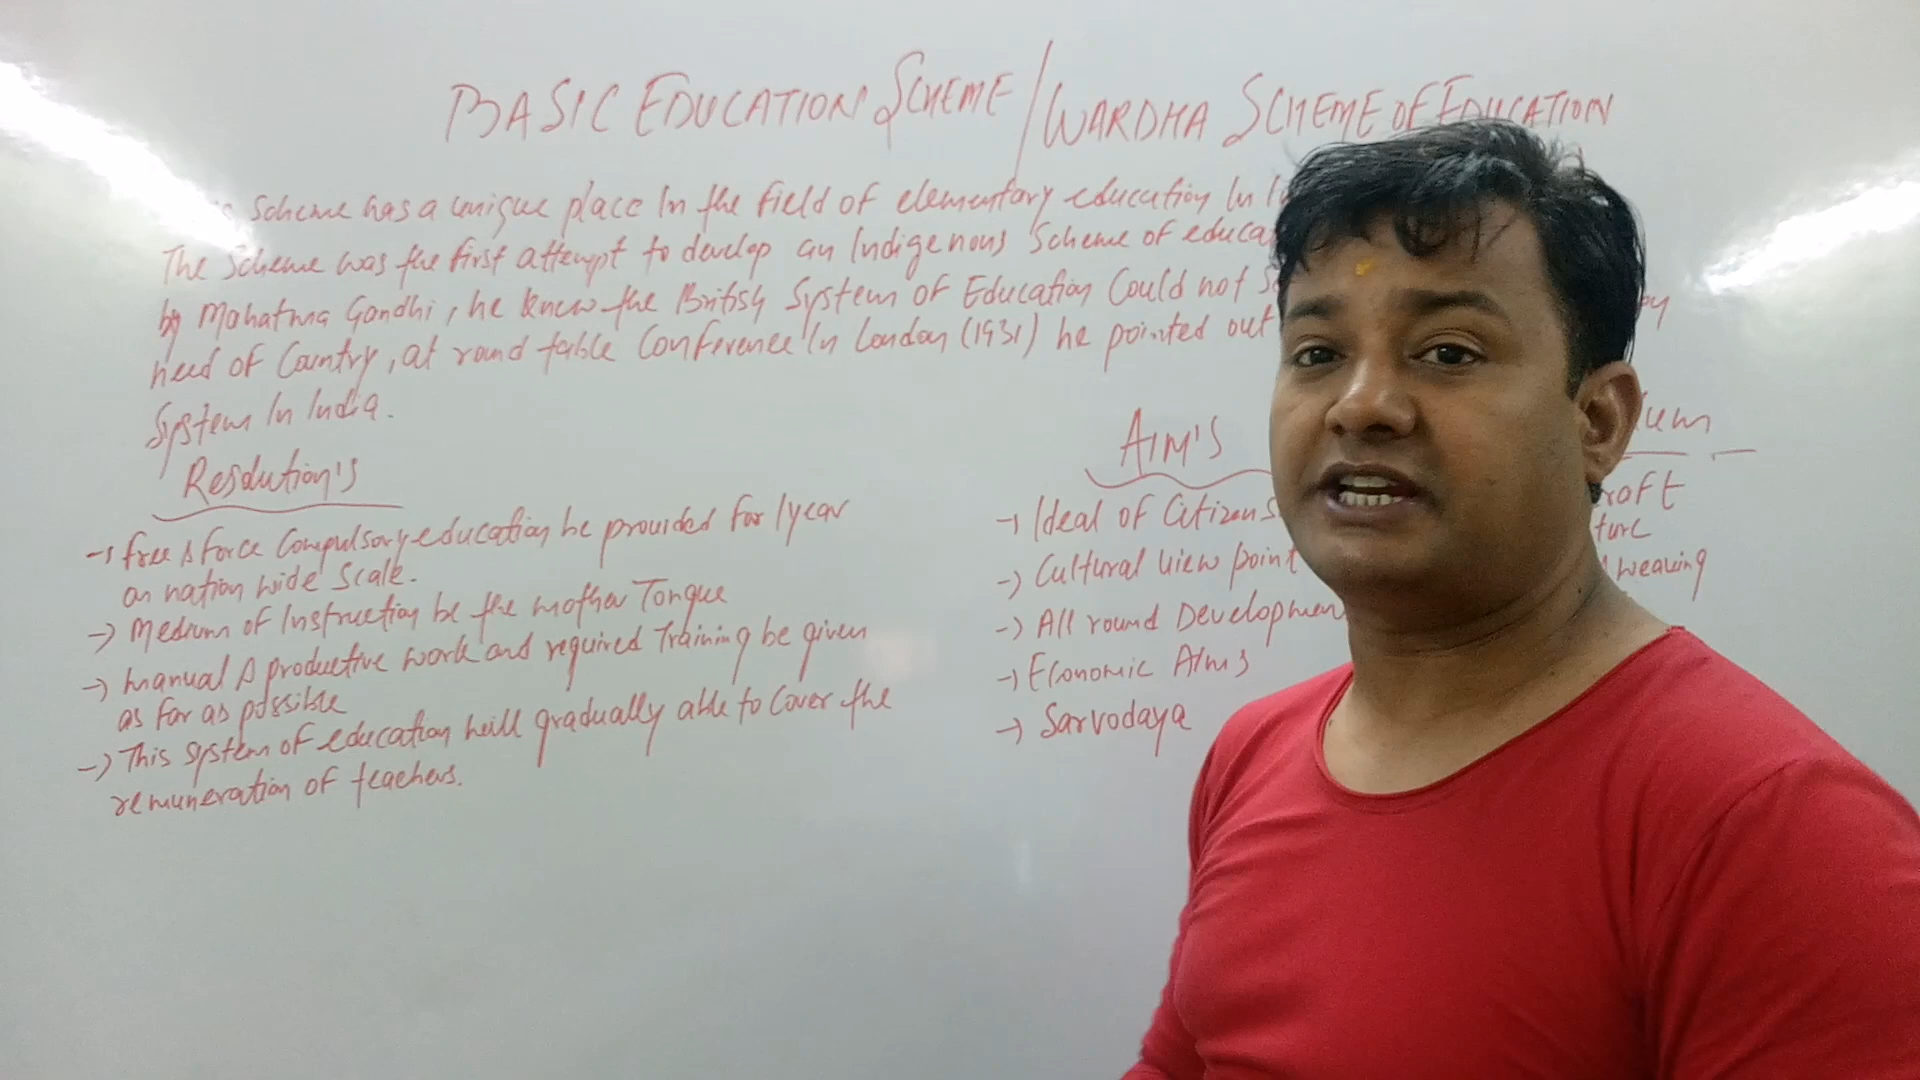 BASIC EDUCATION SCHEME / WARDHA SCHEME OF EDUCATION
Scheme has a unique place In the field of elementary education In
The Scheme was the first attempt to develop an Indigenous Scheme of
by Mahatma Gandhi, he knew the British System of Education Could not
need of Country, at round table Conference In London (1931) he pointed out
System In India.
Resolution's
→ free & force Compulsory education be provided for 1 year
on nation wide Scale.
→ Medium of Instruction be the mother Tongue
→ Manual & productive work and required Training be given
as far as possible
→ This system of education will gradually able to Cover the
remuneration of teachers.
AIM'S
→ Ideal of
→ Cultural view point
→ All round Development
→ Economic Aims
→ Sarvodaya
weaving